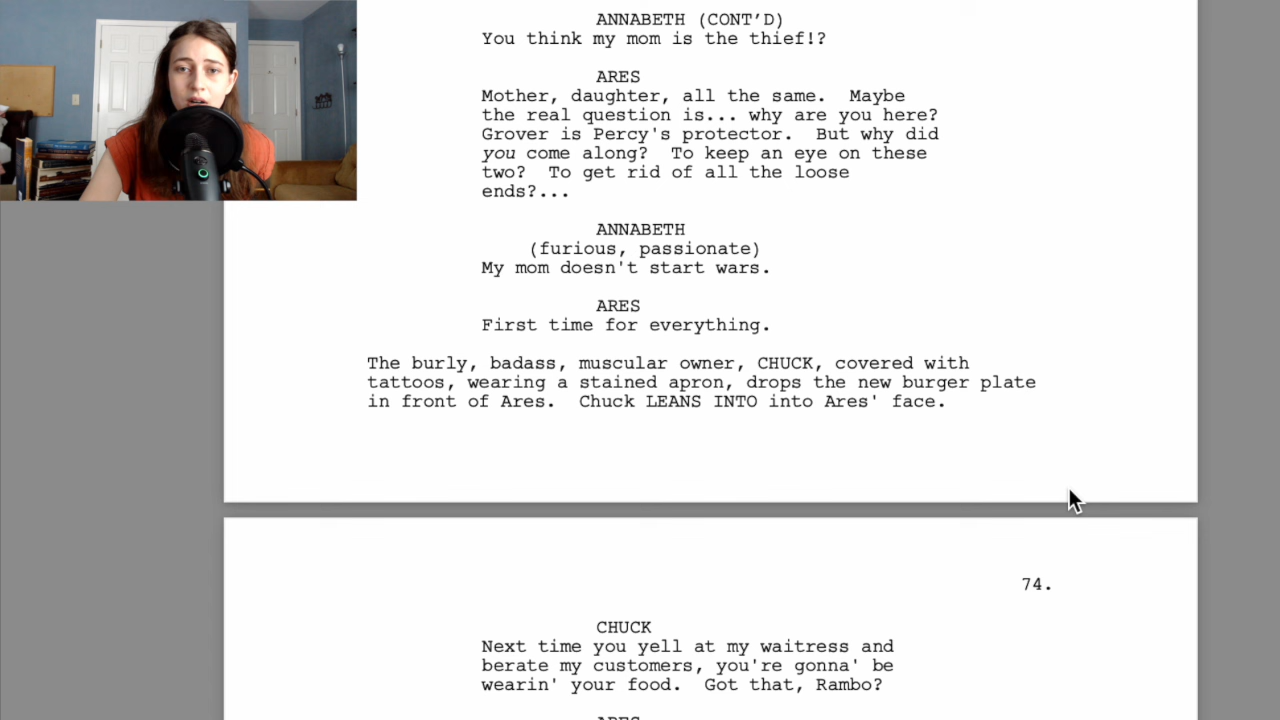 ANNABETH (CONT'D)
You think my mom is the thief!?
ARES
Mother, daughter, all the same.  Maybe
the real question is... why are you here?
Grover is Percy's protector.  But why did
you come along?  To keep an eye on these
two?  To get rid of all the loose
ends?...
ANNABETH
(furious, passionate)
My mom doesn't start wars.
ARES
First time for everything.
The burly, badass, muscular owner, CHUCK, covered with
tattoos, wearing a stained apron, drops the new burger plate
in front of Ares.  Chuck LEANS INTO into Ares' face.
74.
CHUCK
Next time you yell at my waitress and
berate my customers, you're gonna' be
wearin' your food.  Got that, Rambo?
ARES